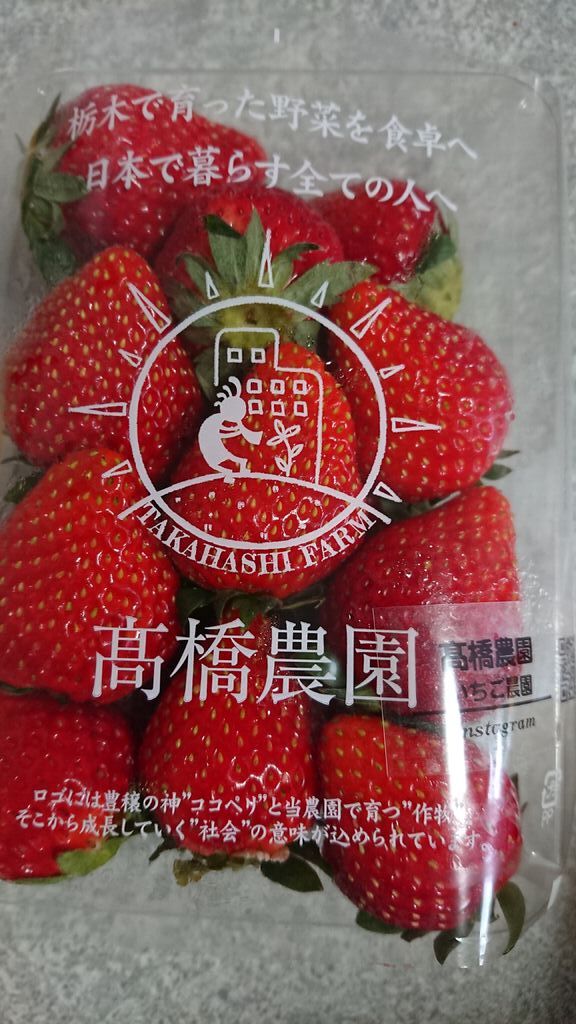 栃木で育った野菜を食卓へ
日本で暮らす全ての人へ
TAKAHASHI FARM
髙橋農園
髙橋農園
いちご農園
Instagram
ロゴには豊穣の神"ココペリ"と当農園で育つ"作物"
そこから成長していく"社会"の意味が込められています。